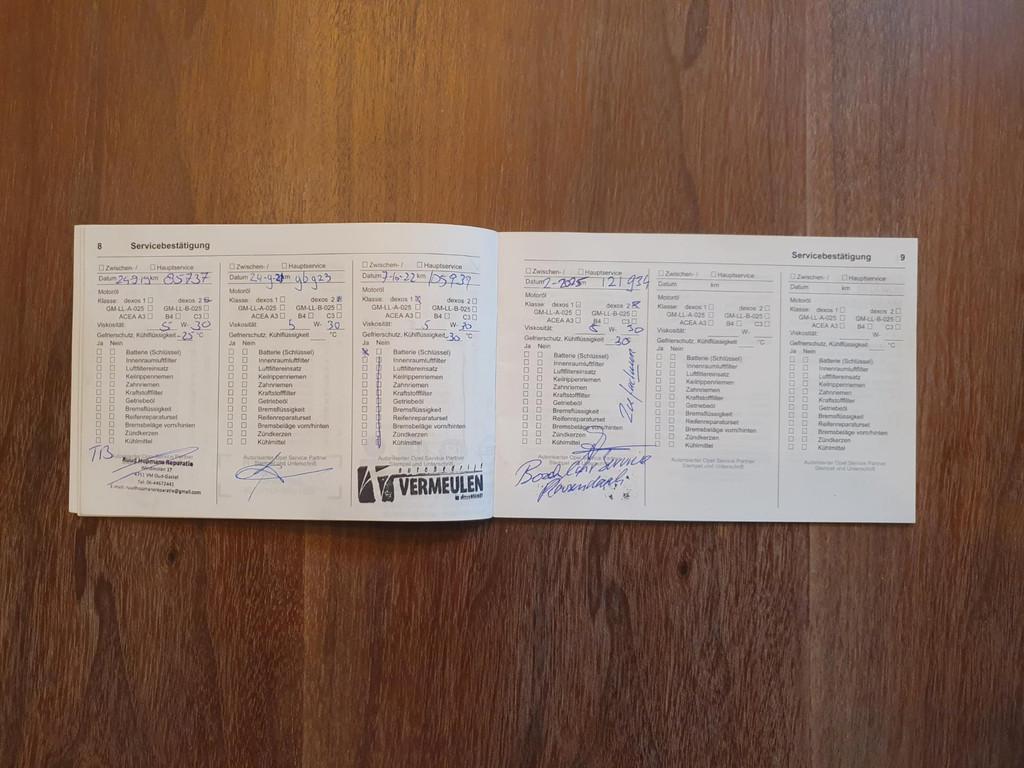 8 Servicebestätigung
☐ Zwischen-/ ☐ Hauptservice
Datum 24919 km 85737
Motoröl
Klasse: dexos 1 ☐ dexos 2 ☒
GM-LL-A-025 ☐ GM-LL-B-025 ☐
ACEA A3 ☐ B4 ☐ C3 ☐
Viskosität: 5 W- 30
Gefrierschutz, Kühlflüssigkeit -25 °C
Ja Nein
☐ ☐ Batterie (Schlüssel)
☐ ☐ Innenraumluftfilter
☐ ☐ Luftfiltereinsatz
☐ ☐ Keilrippenriemen
☐ ☐ Zahnriemen
☐ ☐ Kraftstofffilter
☐ ☐ Getriebeöl
☐ ☐ Bremsflüssigkeit
☐ ☐ Reifenreparaturset
☐ ☐ Bremsbeläge vorn/hinten
☐ ☐ Zündkerzen
☐ ☐ Kühlmittel
Ruud Hopmans Reparatie
4751 VM Oud-Gastel
☐ Zwischen-/ ☐ Hauptservice
Datum km
Motoröl
Klasse: dexos 1 ☐ dexos 2 ☒
GM-LL-A-025 ☐ GM-LL-B-025 ☐
ACEA A3 ☐ B4 ☐ C3 ☐
Viskosität: 5 W- 30
Gefrierschutz, Kühlflüssigkeit °C
Ja Nein
☐ ☐ Batterie (Schlüssel)
☐ ☐ Innenraumluftfilter
☐ ☐ Luftfiltereinsatz
☐ ☐ Keilrippenriemen
☐ ☐ Zahnriemen
☐ ☐ Kraftstofffilter
☐ ☐ Getriebeöl
☐ ☐ Bremsflüssigkeit
☐ ☐ Reifenreparaturset
☐ ☐ Bremsbeläge vorn/hinten
☐ ☐ Zündkerzen
☐ ☐ Kühlmittel
Autorisierter Opel Service Partner
Stempel und Unterschrift
☐ Zwischen-/ ☐ Hauptservice
Datum 7-10-22 km 105939
Motoröl
Klasse: dexos 1 ☒ dexos 2 ☐
GM-LL-A-025 ☐ GM-LL-B-025 ☐
ACEA A3 ☐ B4 ☐ C3 ☐
Viskosität: 5 W- 30
Gefrierschutz, Kühlflüssigkeit -30 °C
Ja Nein
☒ ☐ Batterie (Schlüssel)
☐ ☐ Innenraumluftfilter
☐ ☐ Luftfiltereinsatz
☐ ☐ Keilrippenriemen
☐ ☐ Zahnriemen
☐ ☐ Kraftstofffilter
☐ ☐ Getriebeöl
☐ ☐ Bremsflüssigkeit
☐ ☐ Reifenreparaturset
☐ ☐ Bremsbeläge vorn/hinten
☐ ☐ Zündkerzen
☐ ☐ Kühlmittel
Autorisierter Opel Service Partner
Stempel und Unterschrift
autobedrijf
VERMEULEN
Servicebestätigung 9
☐ Zwischen-/ ☐ Hauptservice
Datum 2-2025 121934
Motoröl
Klasse: dexos 1 ☐ dexos 2 ☒
GM-LL-A-025 ☐ GM-LL-B-025 ☐
ACEA A3 ☐ B4 ☐ C3 ☐
Viskosität: 5 W- 30
Gefrierschutz, Kühlflüssigkeit 30 °C
Ja Nein
☐ ☐ Batterie (Schlüssel)
☐ ☐ Innenraumluftfilter
☐ ☐ Luftfiltereinsatz
☐ ☐ Keilrippenriemen
☐ ☐ Zahnriemen
☐ ☐ Kraftstofffilter
☐ ☐ Getriebeöl
☐ ☐ Bremsflüssigkeit
☐ ☐ Reifenreparaturset
☐ ☐ Bremsbeläge vorn/hinten
☐ ☐ Zündkerzen
☐ ☐ Kühlmittel
Autorisierter Opel Service Partner
Stempel und Unterschrift
Service
☐ Zwischen-/ ☐ Hauptservice
Datum km
Motoröl
Klasse: dexos 1 ☐ dexos 2 ☐
GM-LL-A-025 ☐ GM-LL-B-025 ☐
ACEA A3 ☐ B4 ☐ C3 ☐
Viskosität: W-
Gefrierschutz, Kühlflüssigkeit °C
Ja Nein
☐ ☐ Batterie (Schlüssel)
☐ ☐ Innenraumluftfilter
☐ ☐ Luftfiltereinsatz
☐ ☐ Keilrippenriemen
☐ ☐ Zahnriemen
☐ ☐ Kraftstofffilter
☐ ☐ Getriebeöl
☐ ☐ Bremsflüssigkeit
☐ ☐ Reifenreparaturset
☐ ☐ Bremsbeläge vorn/hinten
☐ ☐ Zündkerzen
☐ ☐ Kühlmittel
Autorisierter Opel Service Partner
Stempel und Unterschrift
☐ Zwischen-/ ☐ Hauptservice
Datum km
Motoröl
Klasse: dexos 1 ☐ dexos 2 ☐
GM-LL-A-025 ☐ GM-LL-B-025 ☐
ACEA A3 ☐ B4 ☐ C3 ☐
Viskosität: W-
Gefrierschutz, Kühlflüssigkeit °C
Ja Nein
☐ ☐ Batterie (Schlüssel)
☐ ☐ Innenraumluftfilter
☐ ☐ Luftfiltereinsatz
☐ ☐ Keilrippenriemen
☐ ☐ Zahnriemen
☐ ☐ Kraftstofffilter
☐ ☐ Getriebeöl
☐ ☐ Bremsflüssigkeit
☐ ☐ Reifenreparaturset
☐ ☐ Bremsbeläge vorn/hinten
☐ ☐ Zündkerzen
☐ ☐ Kühlmittel
Autorisierter Opel Service Partner
Stempel und Unterschrift